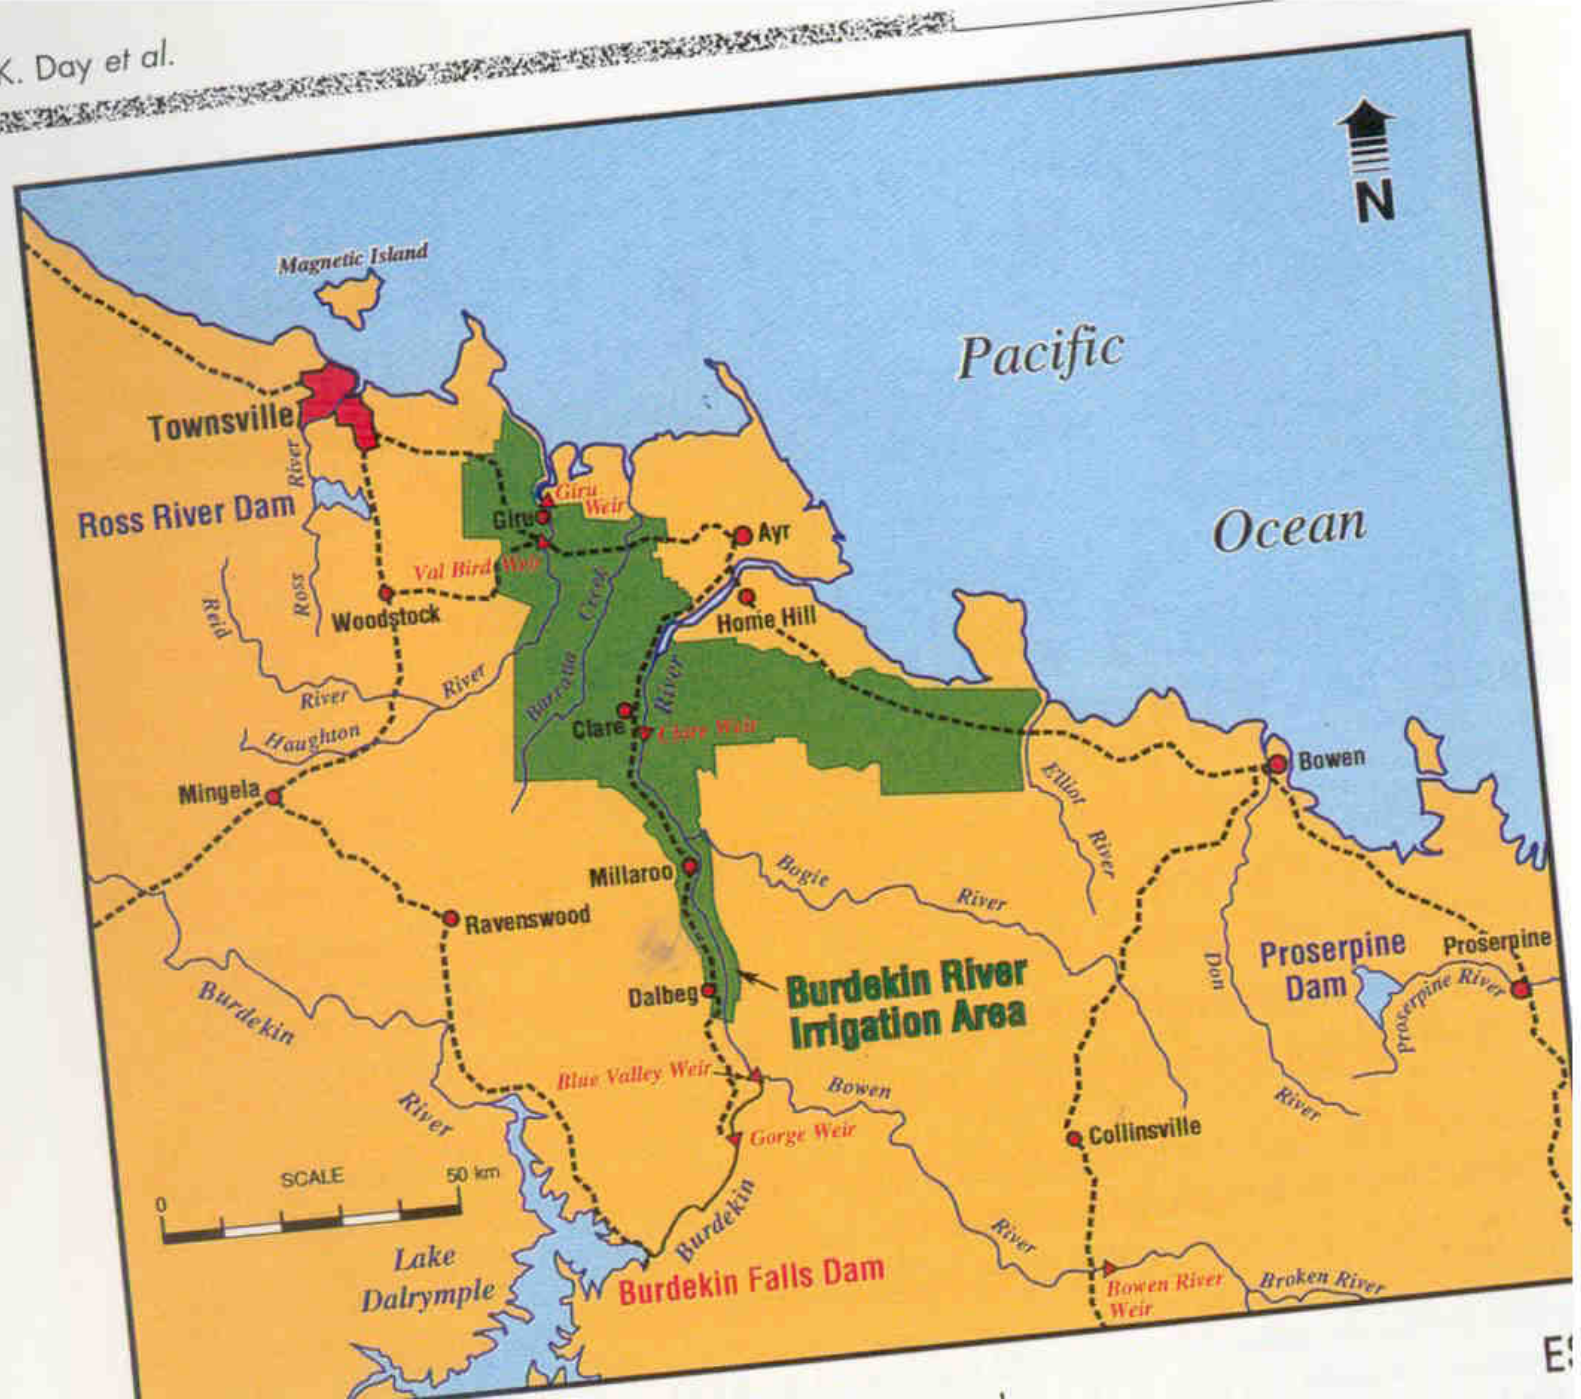 K. Day et al.
N
Magnetic Island
Pacific
Ocean
Townsville
River
Ross River Dam
Ross
Reid
River
Giru
Weir
Giru
Val Bird Weir
Ayr
Home Hill
Woodstock
Creek
Barratta
River
Haughton
River
Clare
Clare Weir
Mingela
Elliot
River
Bowen
Millaroo
Bogie
River
Ravenswood
Dalbeg
Burdekin River
Irrigation Area
Don
River
Proserpine
Dam
Proserpine
Proserpine River
Burdekin
River
Blue Valley Weir
Bowen
River
Gorge Weir
Collinsville
SCALE
0
50 km
Burdekin
Lake
Dalrymple
Burdekin Falls Dam
Bowen River
Weir
Broken River